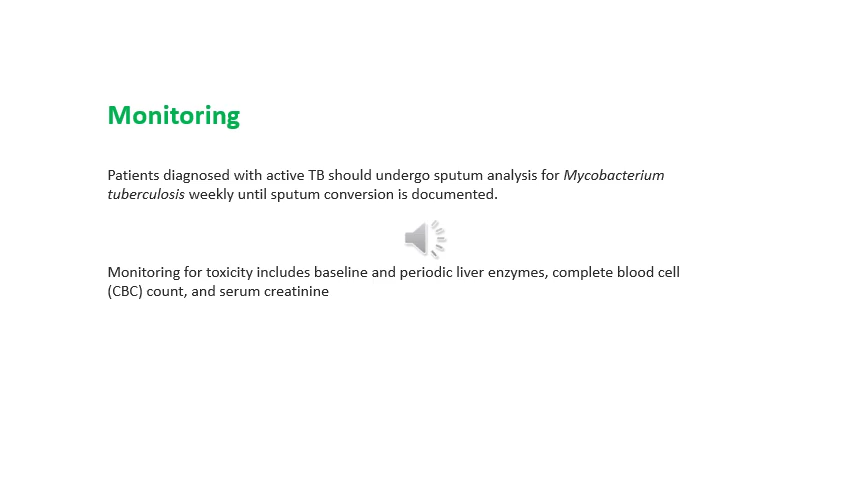 Monitoring
Patients diagnosed with active TB should undergo sputum analysis for Mycobacterium
tuberculosis weekly until sputum conversion is documented.
Monitoring for toxicity includes baseline and periodic liver enzymes, complete blood cell
(CBC) count, and serum creatinine